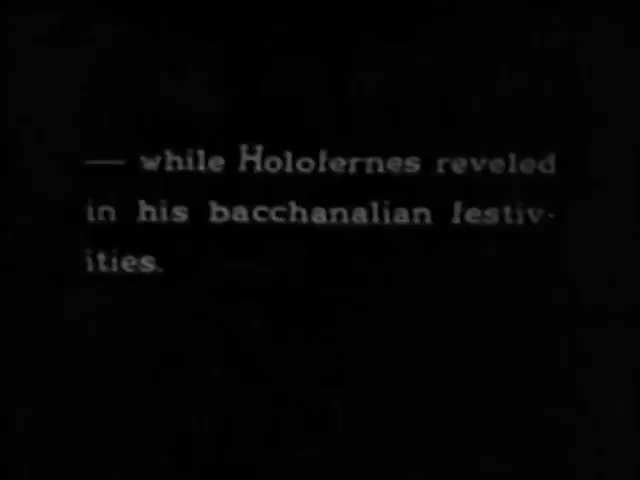 — while Holofernes reveled
in his bacchanalian festiv-
ities.